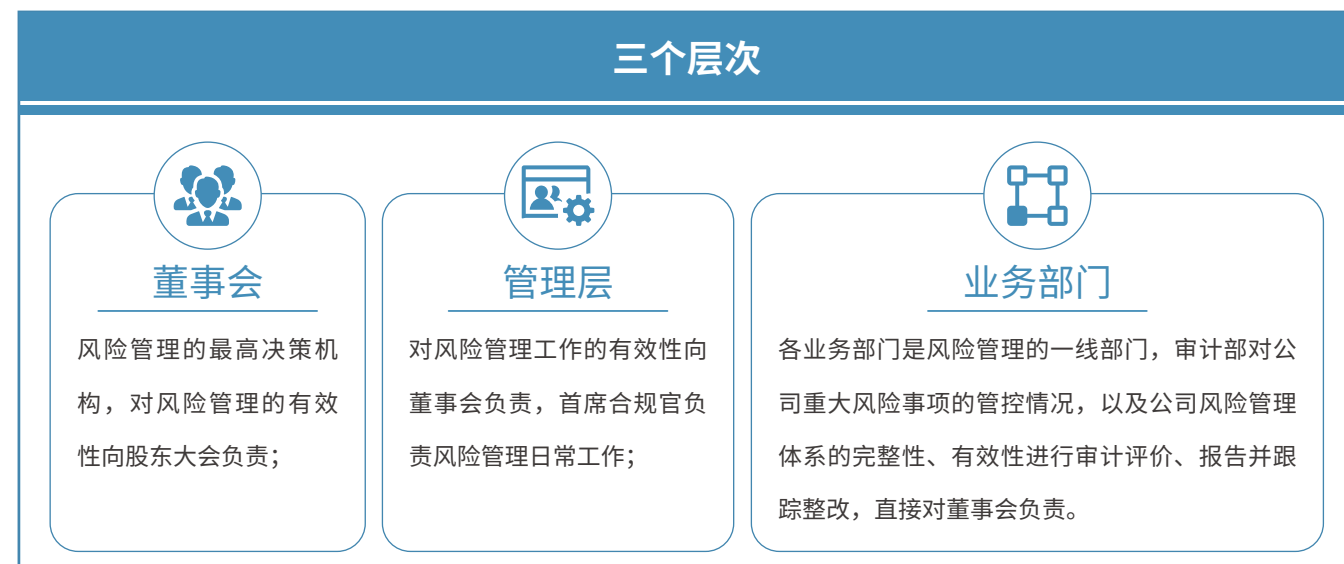 三个层次
董事会
风险管理的最高决策机
构，对风险管理的有效
性向股东大会负责；
管理层
对风险管理工作的有效性向
董事会负责，首席合规官负
责风险管理日常工作；
业务部门
各业务部门是风险管理的一线部门，审计部对公
司重大风险事项的管控情况，以及公司风险管理
体系的完整性、有效性进行审计评价、报告并跟
踪整改，直接对董事会负责。